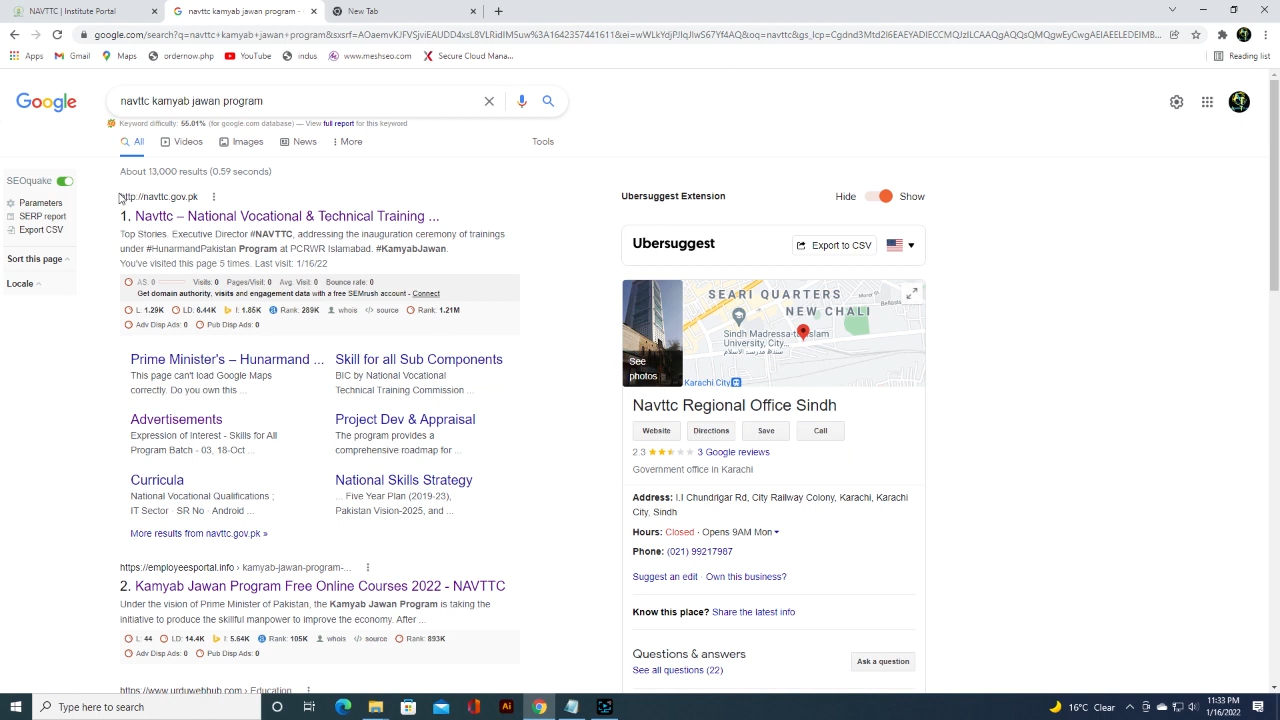 NAVTTC | Institute Portal
navttc kamyab jawan program -
New Tab
google.com/search?q=navttc+kamyab+jawan+program&
Apps
Gmail
Maps
ordernow.php
YouTube
indus
www.meshseo.com
Secure Cloud Mana...
Reading list
Google
navttc kamyab jawan program
Keyword difficulty: 55.01% (for google.com database) — View full report for this keyword
All
Videos
Images
News
More
Tools
About 13,000 results (0.59 seconds)
SEOquake
Parameters
SERP report
Export CSV
Sort this page
Locale
http://navttc.gov.pk
1. Navttc – National Vocational & Technical Training ...
Top Stories. Executive Director #NAVTTC, addressing the inauguration ceremony of trainings
under #HunarmandPakistan Program at PCRWR Islamabad. #KamyabJawan.
You've visited this page 5 times. Last visit: 1/16/22
AS: 0 Visits: 0 Pages/Visit: 0 Avg. Visit: 0 Bounce rate: 0
Get domain authority, visits and engagement data with a free SEMrush account - Connect
L: 1.29K LD: 6.44K I: 1.85K Rank: 289K whois source Rank: 1.21M
Adv Disp Ads: 0 Pub Disp Ads: 0
Prime Minister's – Hunarmand ...
This page can't load Google Maps
correctly. Do you own this ...
Skill for all Sub Components
BIC by National Vocational
Technical Training Commission ...
Advertisements
Expression of Interest - Skills for All
Program Batch - 03, 18-Oct ...
Project Dev & Appraisal
The program provides a
comprehensive roadmap for ...
Curricula
National Vocational Qualifications ;
IT Sector · SR No · Android ...
National Skills Strategy
... Five Year Plan (2019-23),
Pakistan Vision-2025, and ...
More results from navttc.gov.pk »
https://employeesportal.info › kamyab-jawan-program-...
2. Kamyab Jawan Program Free Online Courses 2022 - NAVTTC
Under the vision of Prime Minister of Pakistan, the Kamyab Jawan Program is taking the
initiative to produce the skillful manpower to improve the economy. After ...
L: 44 LD: 14.4K I: 5.64K Rank: 105K whois source Rank: 893K
Adv Disp Ads: 0 Pub Disp Ads: 0
https://www.urduwebhub.com › Education
Ubersuggest Extension
Hide
Show
Ubersuggest
Export to CSV
SEARI QUARTERS
NEW CHALI
Sindh Madressa-tul-Islam
University, City...
سندھ مدرسۃ الاسلام
Karachi City
See
photos
Navttc Regional Office Sindh
Website
Directions
Save
Call
2.3 3 Google reviews
Government office in Karachi
Address: I.I Chundrigar Rd, City Railway Colony, Karachi, Karachi
City, Sindh
Hours: Closed · Opens 9AM Mon
Phone: (021) 99217987
Suggest an edit · Own this business?
Know this place? Share the latest info
Questions & answers
See all questions (22)
Ask a question
Type here to search
16°C Clear
11:33 PM
1/16/2022